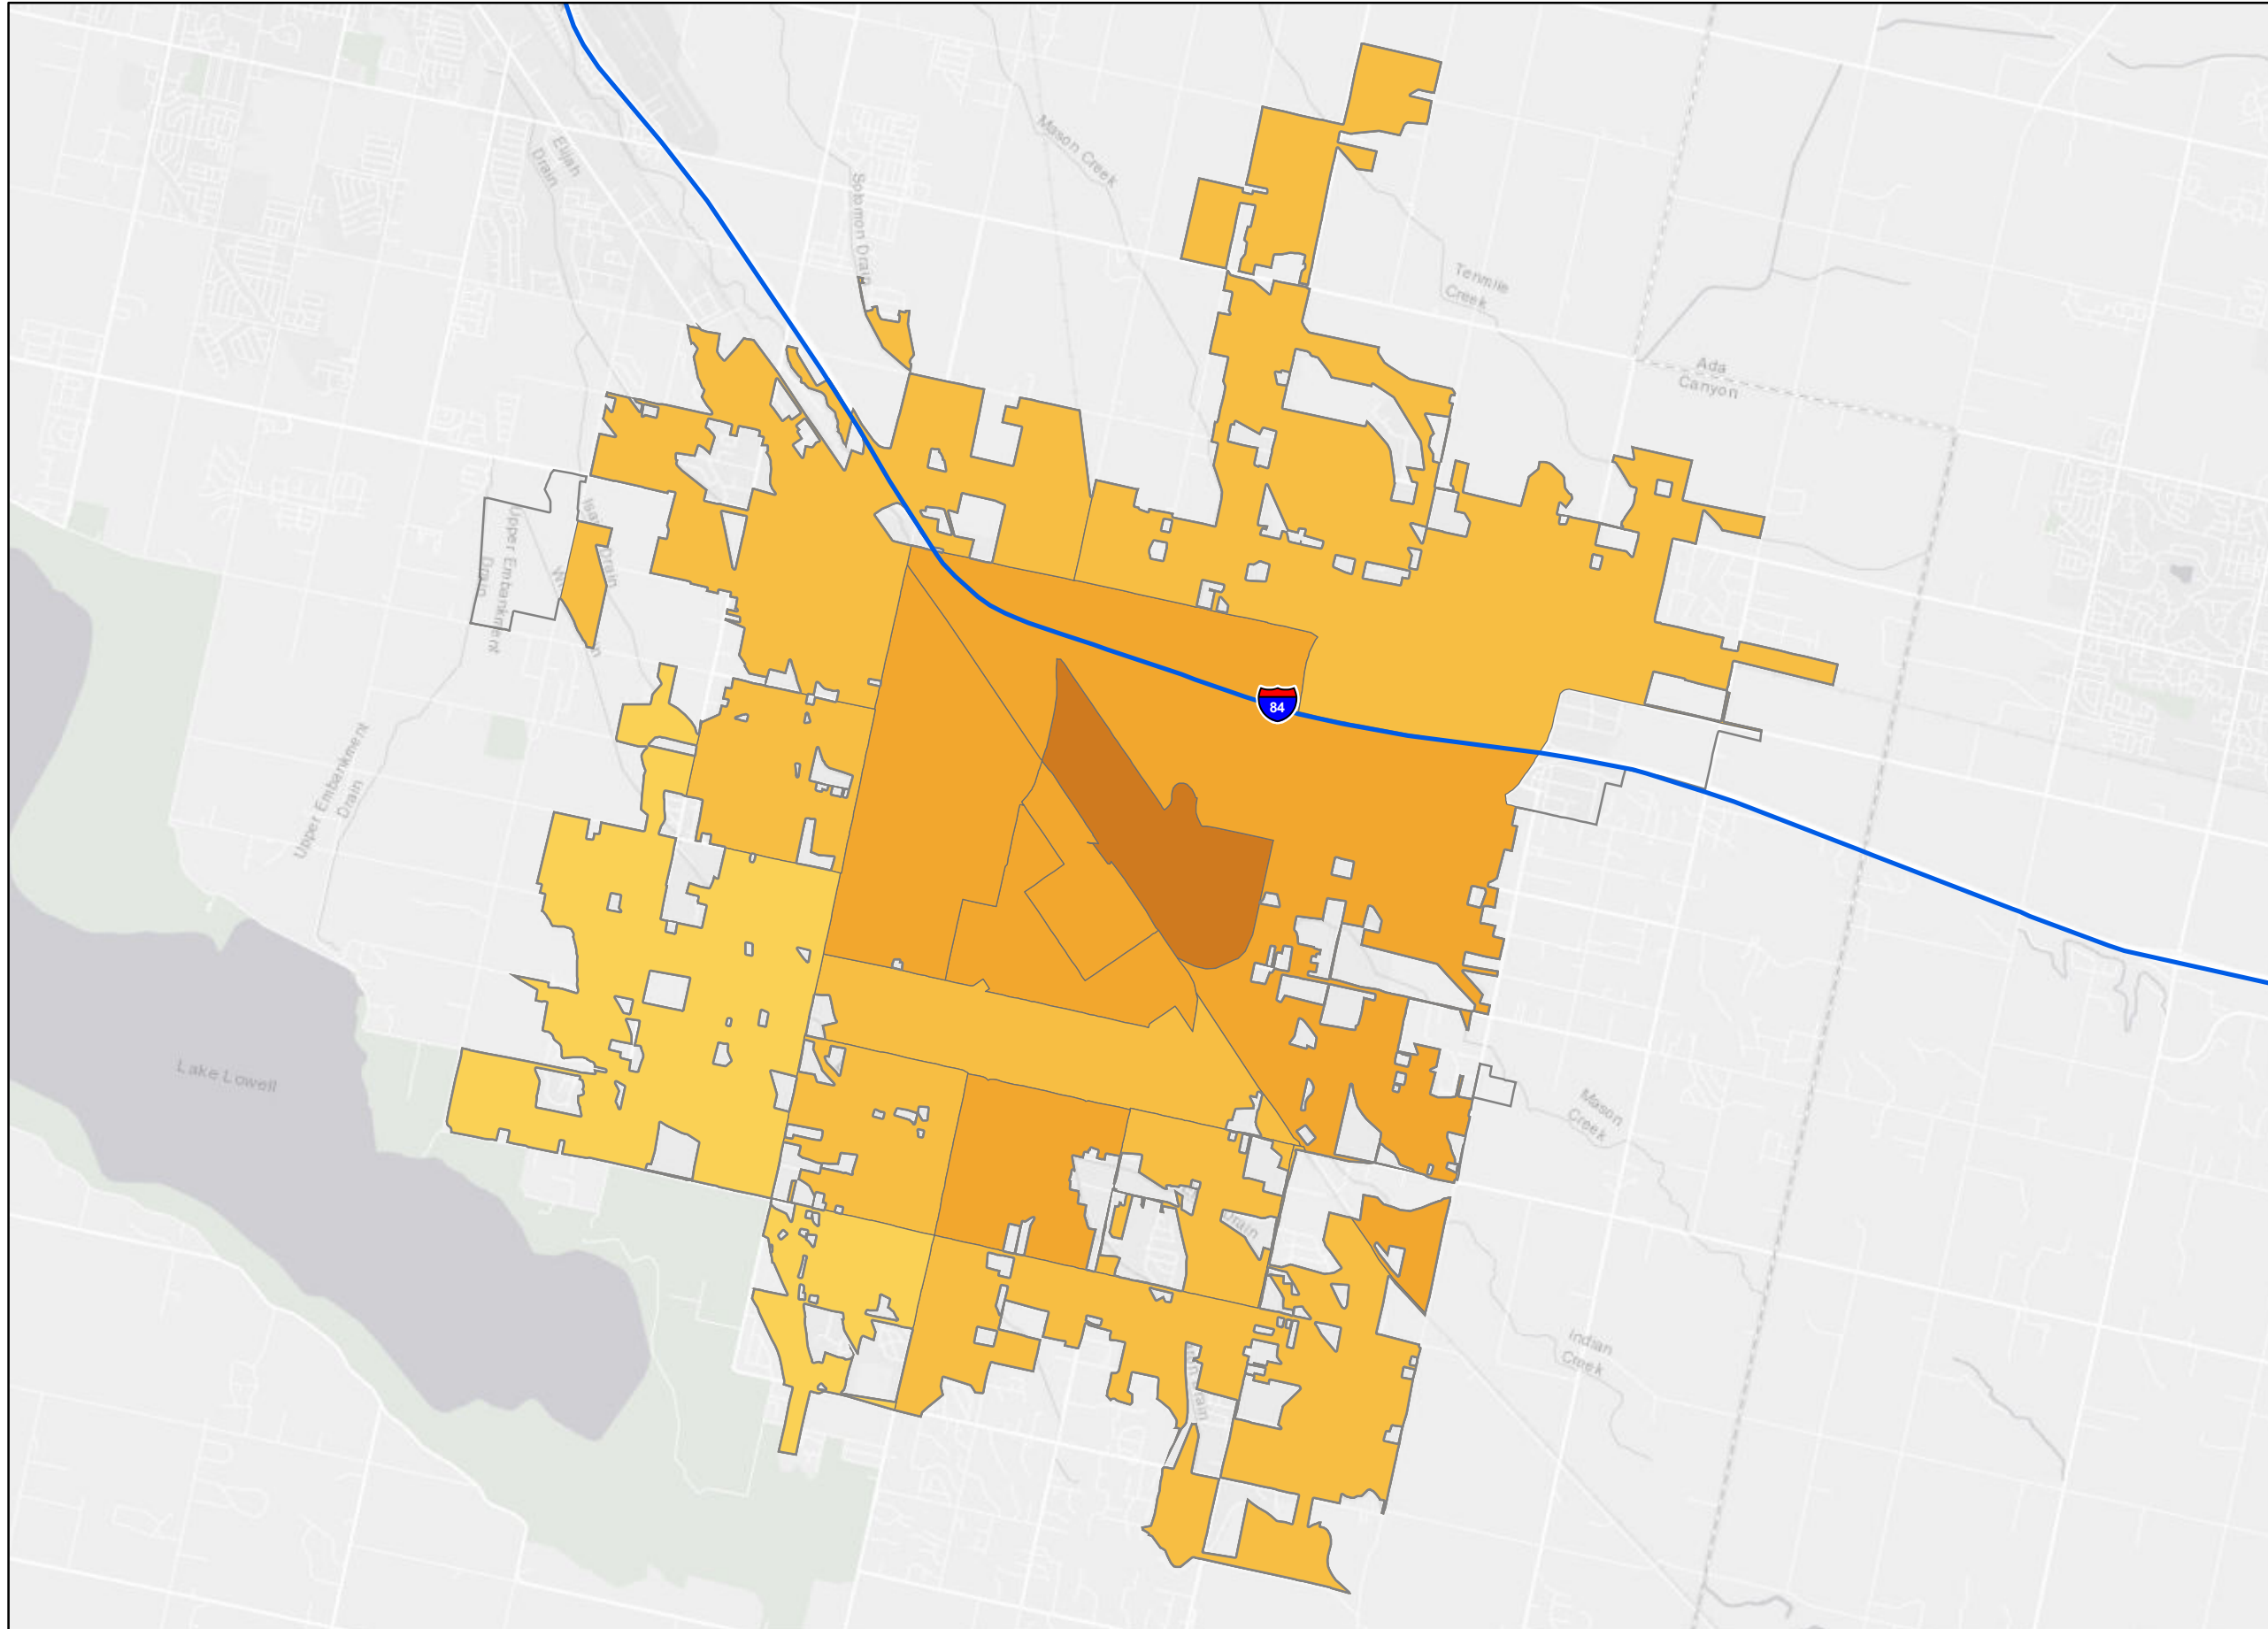 Elijah
Drain
Solomon Drain
Mason Creek
Tenmile
Creek
Ada
Canyon
Upper Embankment
Drain
Drain
84
Upper Embankment
Drain
Lake Lowell
Mason
Creek
Drain
Indian
Creek